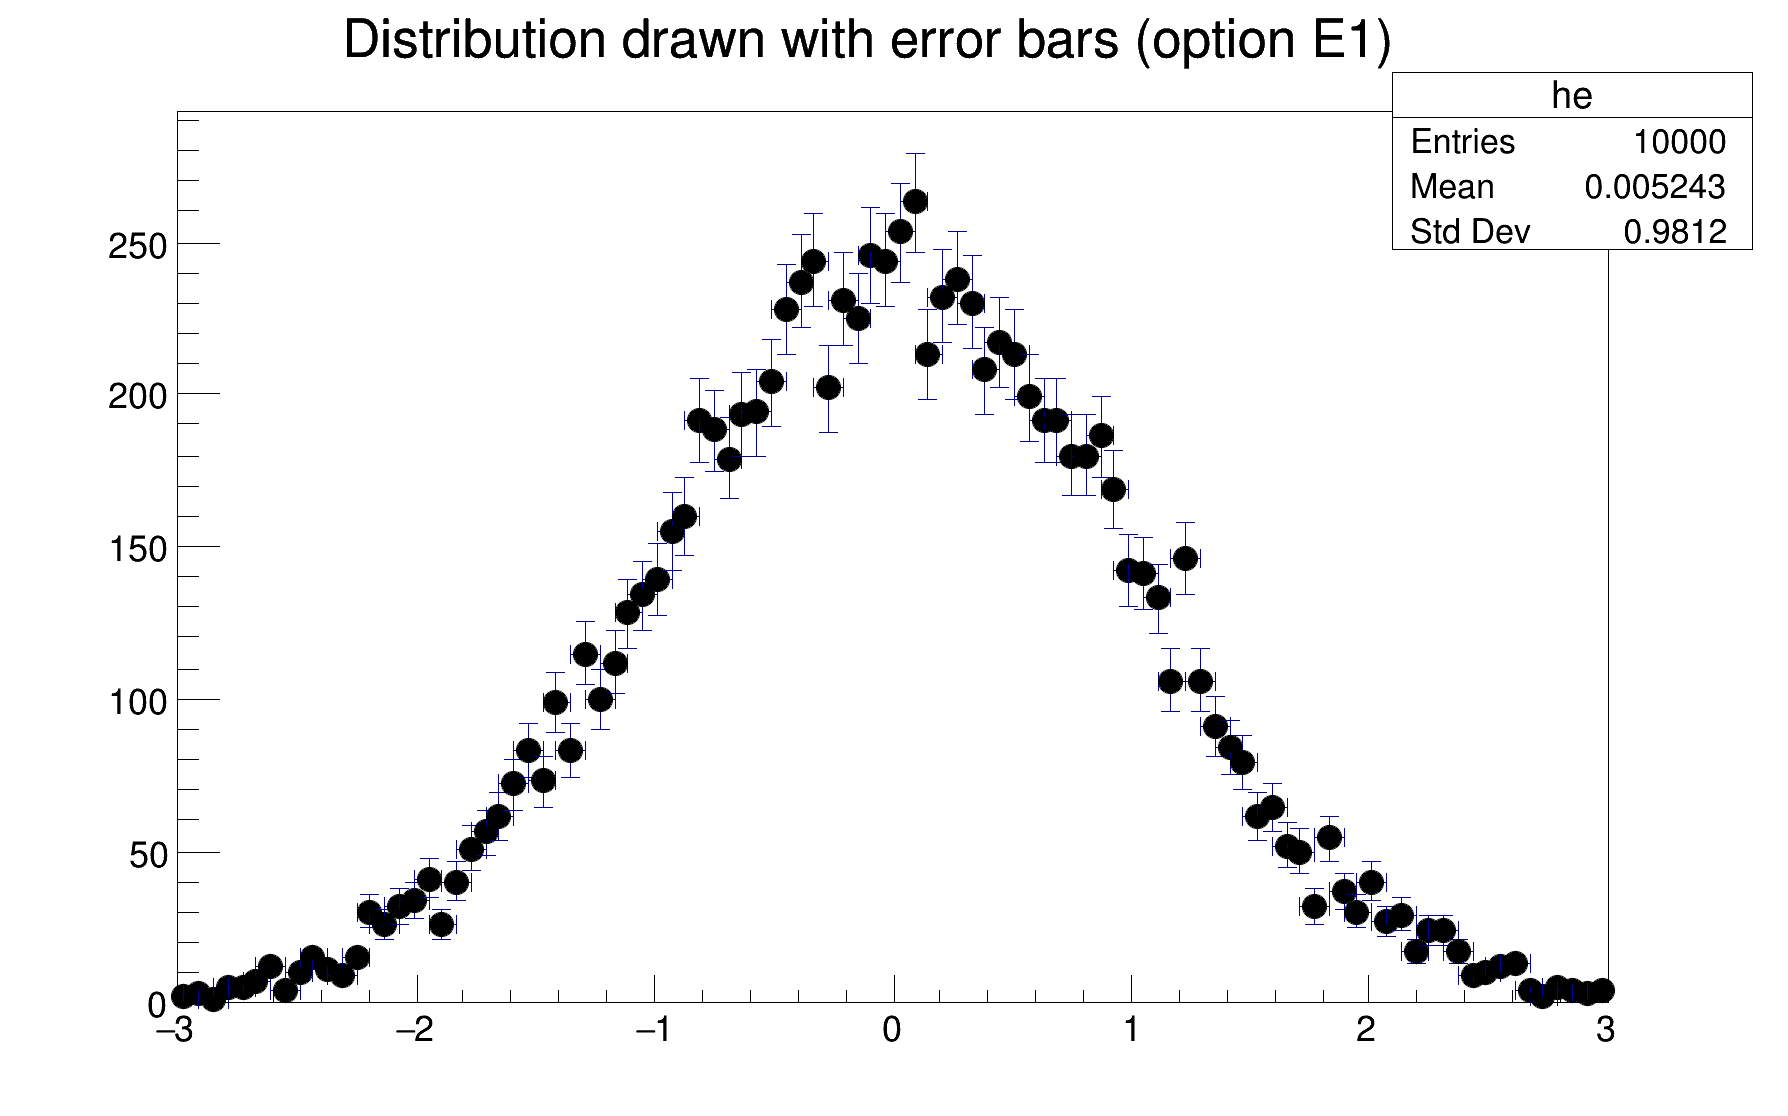 Distribution drawn with error bars (option E1)
he
Entries 10000
Mean 0.005243
Std Dev 0.9812
250
200
150
100
50
0
−3 −2 −1 0 1 2 3